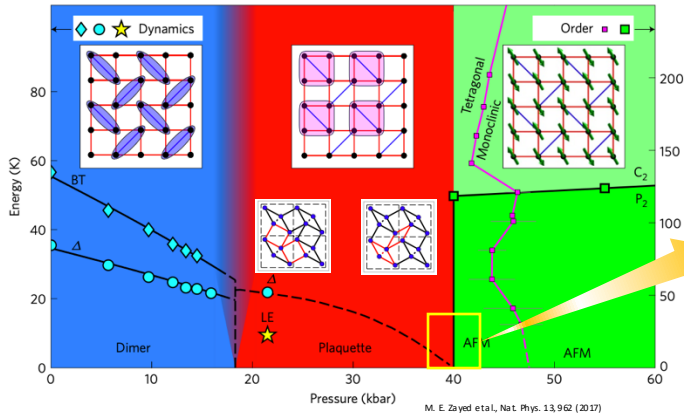 Dynamics
Order
80
60
40
20
0
Energy (K)
200
150
100
50
0
Tetragonal
Monoclinic
BT
Δ
Δ
LE
C2
P2
Dimer
Plaquette
AFM
AFM
0
10
20
30
40
50
60
Pressure (kbar)
M. E. Zayed et al., Nat. Phys. 13, 962 (2017)